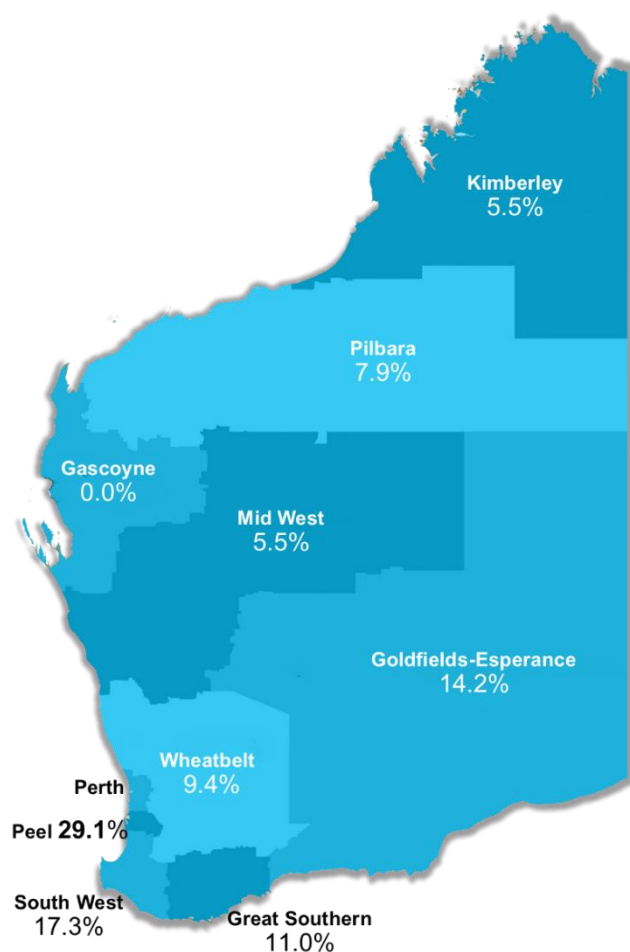 Kimberley
5.5%
Pilbara
7.9%
Gascoyne
0.0%
Mid West
5.5%
Goldfields-Esperance
14.2%
Wheatbelt
9.4%
Perth
Peel 29.1%
South West
17.3%
Great Southern
11.0%